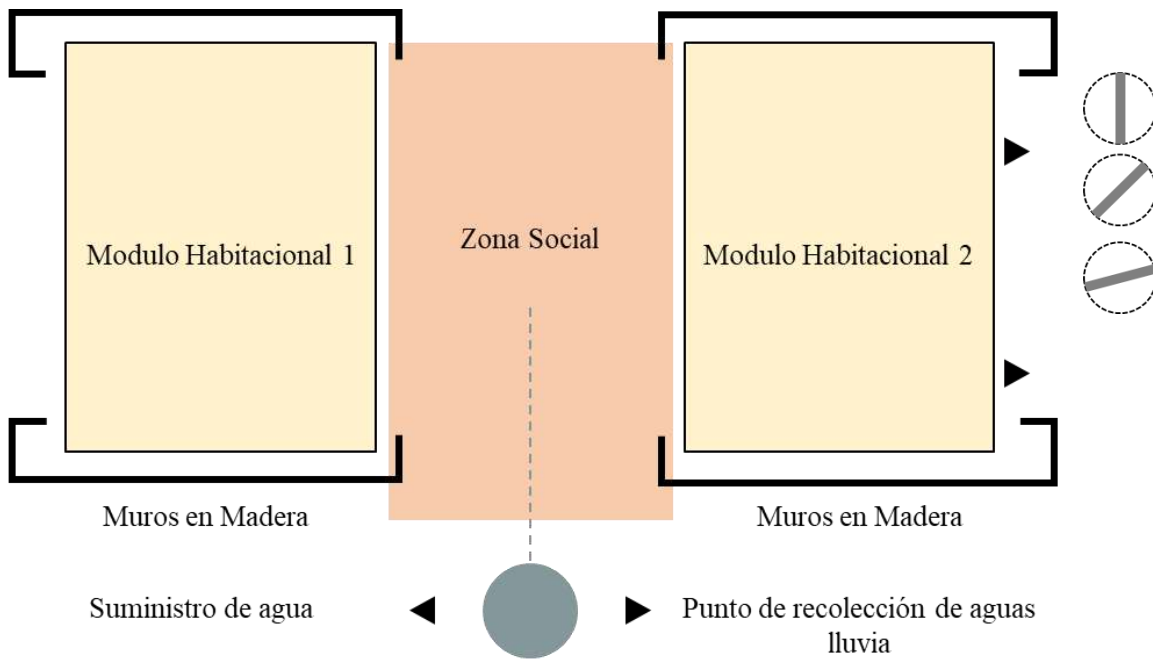 Modulo Habitacional 1
Zona Social
Modulo Habitacional 2
Muros en Madera
Muros en Madera
Suministro de agua
Punto de recolección de aguas
lluvia